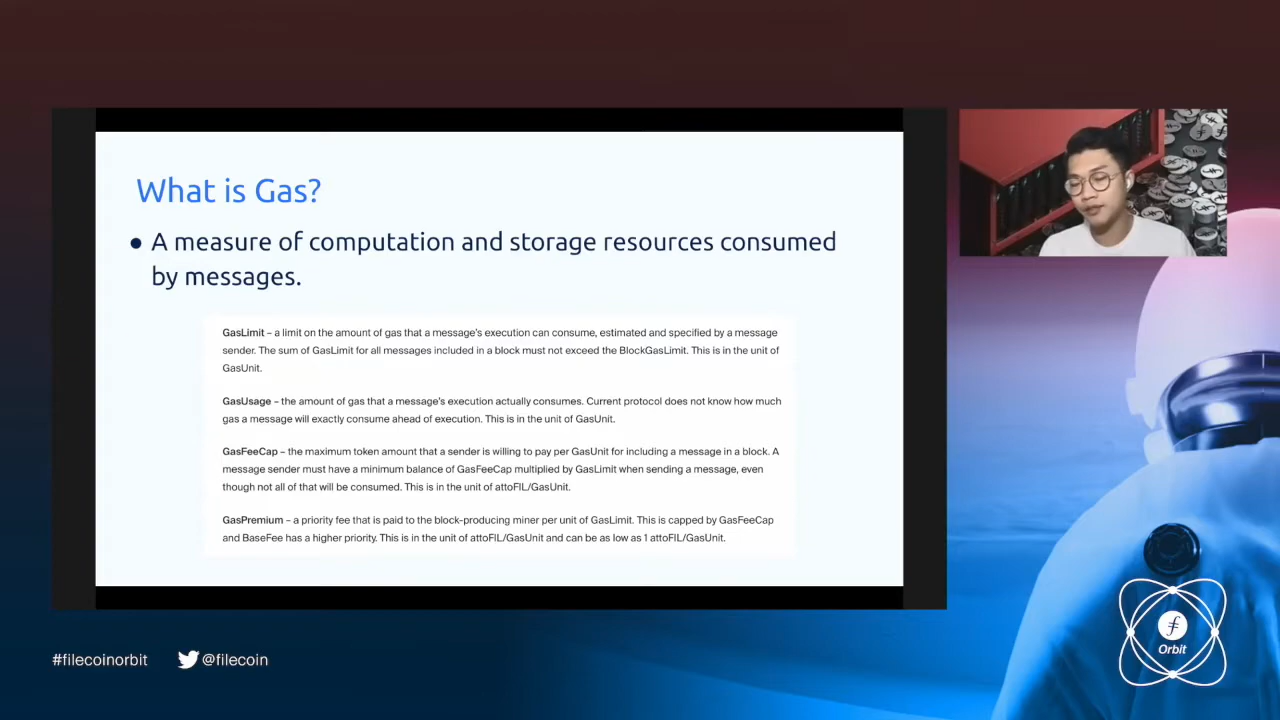 What is Gas?
● A measure of computation and storage resources consumed
by messages.
GasLimit – a limit on the amount of gas that a message's execution can consume, estimated and specified by a message
sender. The sum of GasLimit for all messages included in a block must not exceed the BlockGasLimit. This is in the unit of
GasUnit.
GasUsage – the amount of gas that a message's execution actually consumes. Current protocol does not know how much
gas a message will exactly consume ahead of execution. This is in the unit of GasUnit.
GasFeeCap – the maximum token amount that a sender is willing to pay per GasUnit for including a message in a block. A
message sender must have a minimum balance of GasFeeCap multiplied by GasLimit when sending a message, even
though not all of that will be consumed. This is in the unit of attoFIL/GasUnit.
GasPremium – a priority fee that is paid to the block-producing miner per unit of GasLimit. This is capped by GasFeeCap
and BaseFee has a higher priority. This is in the unit of attoFIL/GasUnit and can be as low as 1 attoFIL/GasUnit.
#filecoinorbit
@filecoin
Orbit